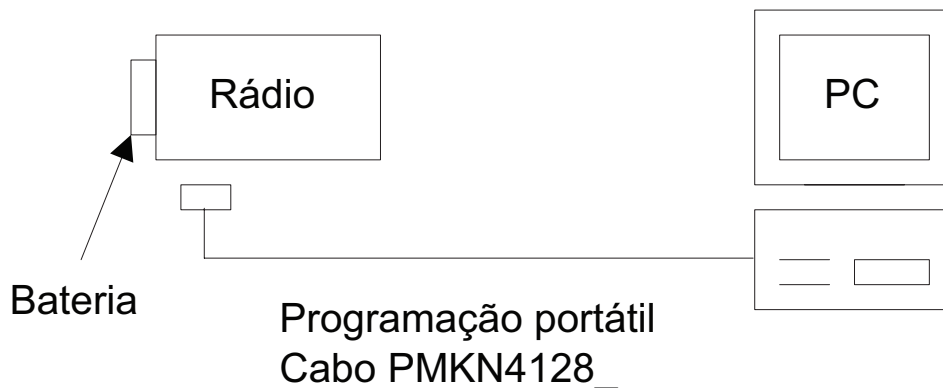 Rádio
PC
Bateria
Programação portátil
Cabo PMKN4128_